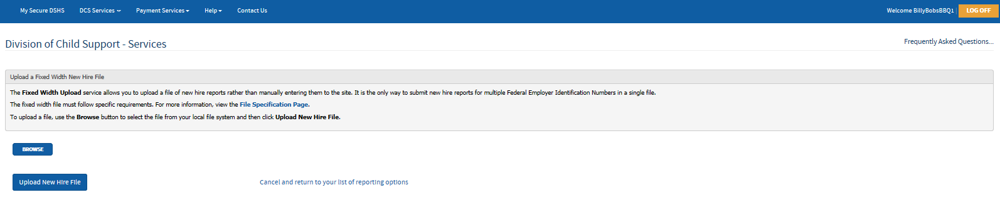 My Secure DSHS DCS Services Payment Services Help Contact Us Welcome BillyBobsBBQ1 | LOG OFF
Division of Child Support - Services Frequently Asked Questions...
Upload a Fixed Width New Hire File
The Fixed Width Upload service allows you to upload a file of new hire reports rather than manually entering them to the site. It is the only way to submit new hire reports for multiple Federal Employer Identification Numbers in a single file.
The fixed width file must follow specific requirements. For more information, view the File Specification Page.
To upload a file, use the Browse button to select the file from your local file system and then click Upload New Hire File.
BROWSE
Upload New Hire File Cancel and return to your list of reporting options